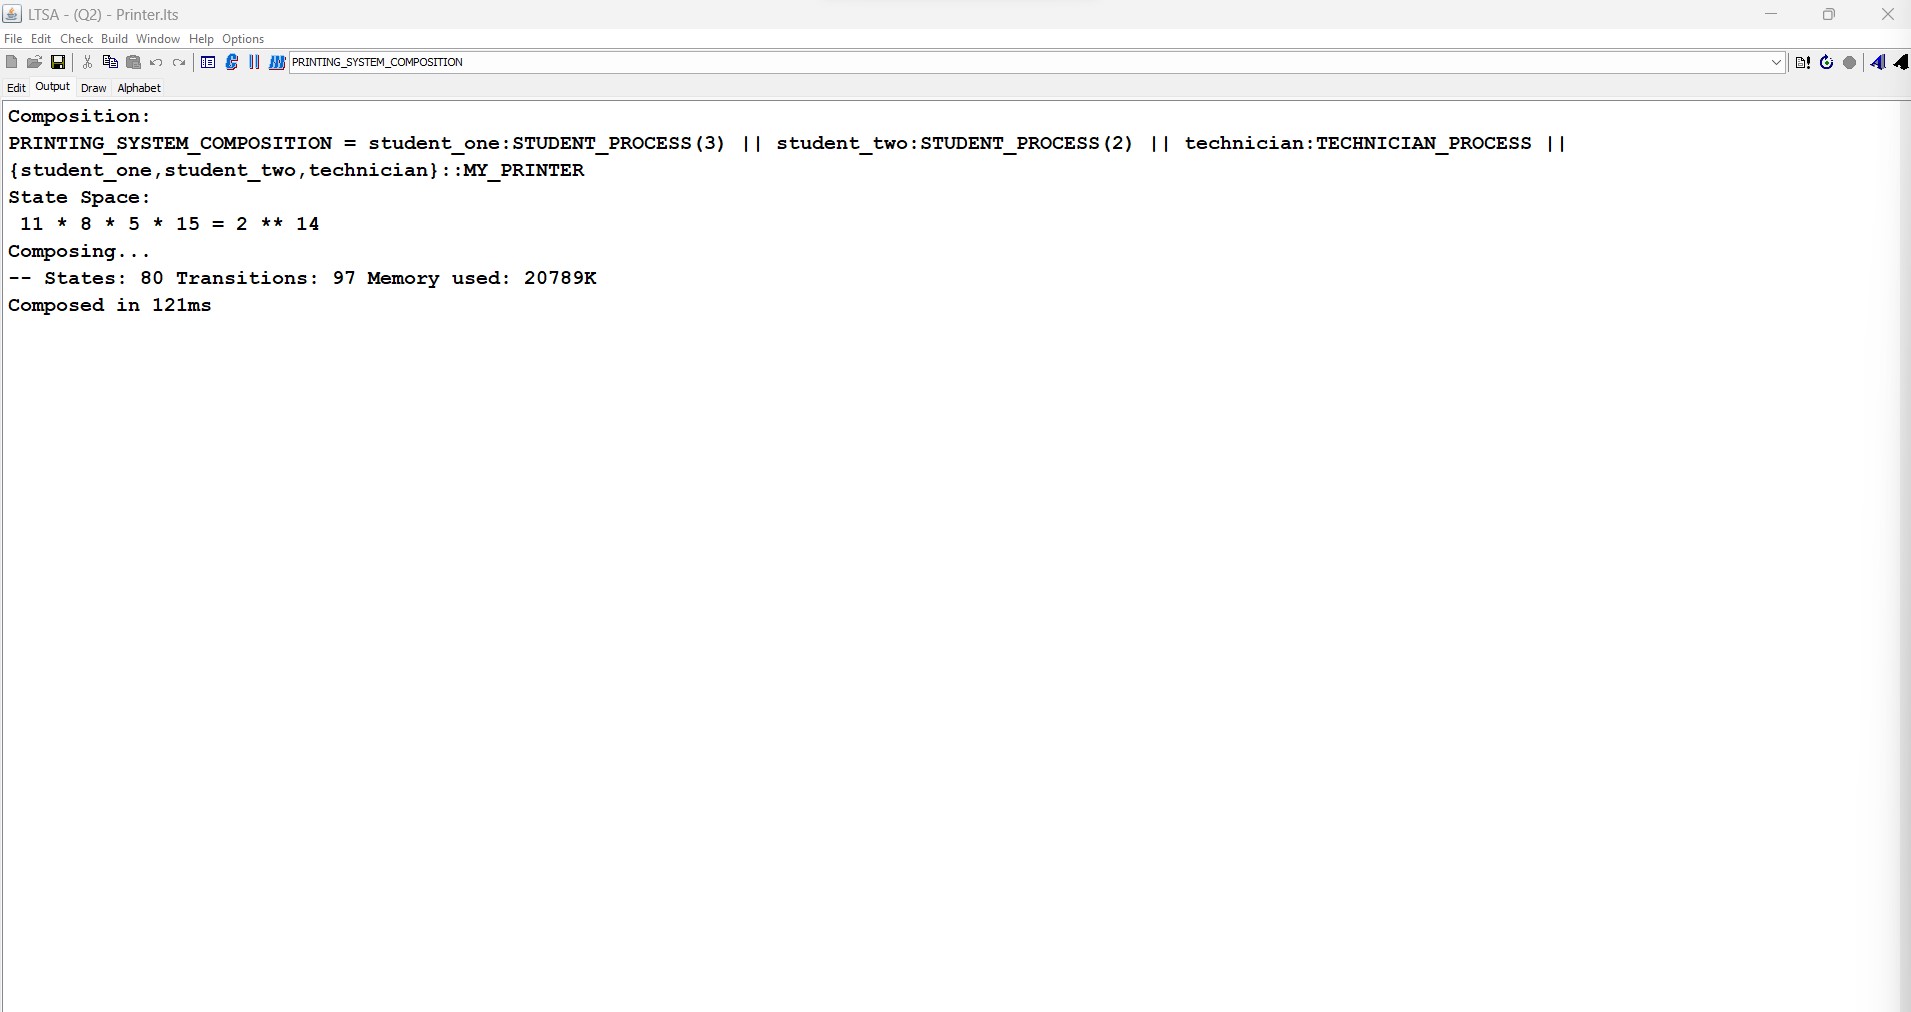 LTSA - (Q2) - Printer.lts
File Edit Check Build Window Help Options
PRINTING_SYSTEM_COMPOSITION
Edit Output Draw Alphabet
Composition:
PRINTING_SYSTEM_COMPOSITION = student_one:STUDENT_PROCESS(3) || student_two:STUDENT_PROCESS(2) || technician:TECHNICIAN_PROCESS ||
{student_one,student_two,technician}::MY_PRINTER
State Space:
11 * 8 * 5 * 15 = 2 ** 14
Composing...
-- States: 80 Transitions: 97 Memory used: 20789K
Composed in 121ms